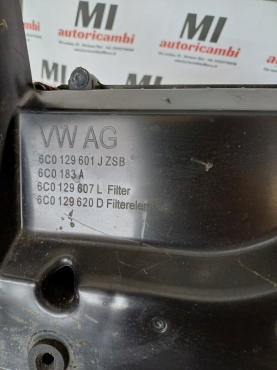 MI
autoricambi
MI
autoricambi
VW AG
6C0 129 601 J ZSB
6C0 183 A
6C0 129 607 L Filter
6C0 129 620 D Filterele